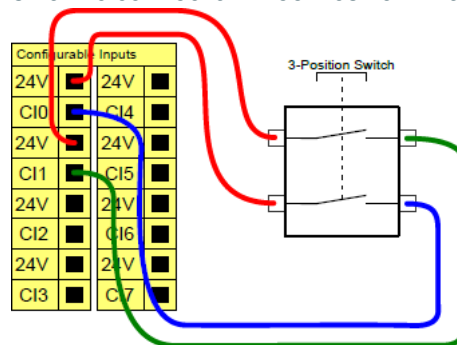 Configurable Inputs
3-Position Switch
24V 24V
CI0 CI4
24V 24V
CI1 CI5
24V 24V
CI2 CI6
24V 24V
CI3 CI7